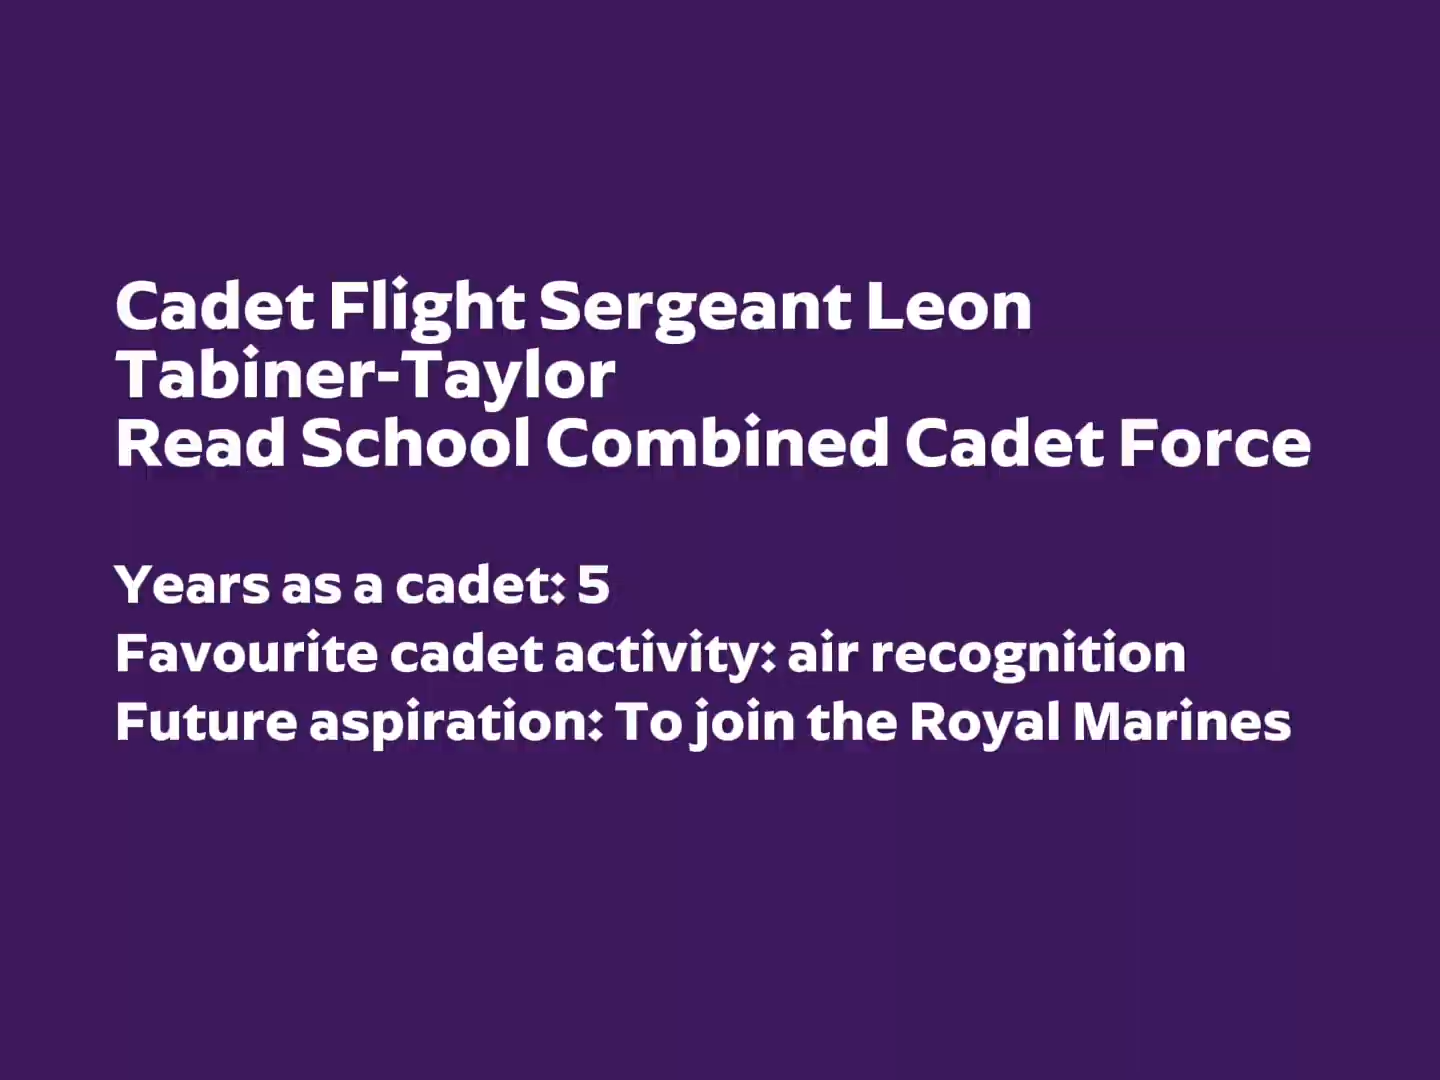 Cadet Flight Sergeant Leon
Tabiner-Taylor
Read School Combined Cadet Force
Years as a cadet: 5
Favourite cadet activity: air recognition
Future aspiration: To join the Royal Marines